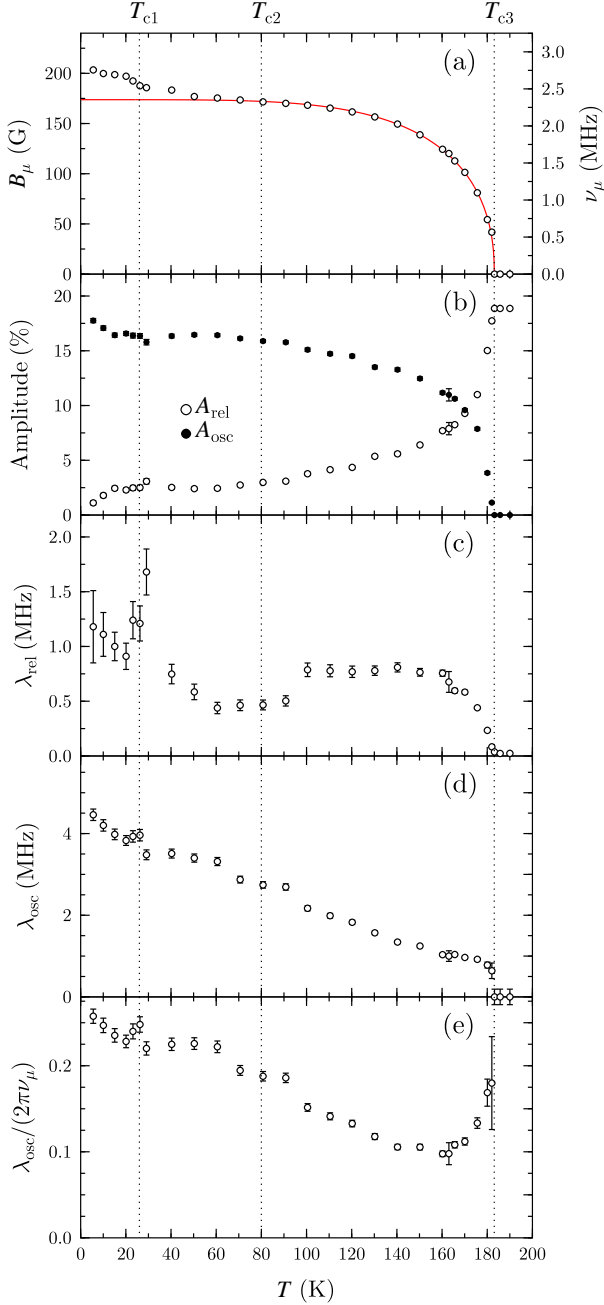 T_c1 T_c2 T_c3
(a)
B_μ (G)
200
150
100
50
0
ν_μ (MHz)
3.0
2.5
2.0
1.5
1.0
0.5
0.0
(b)
Amplitude (%)
20
15
10
5
0
A_rel
A_osc
(c)
λ_rel (MHz)
2.0
1.5
1.0
0.5
0.0
(d)
λ_osc (MHz)
4
2
0
(e)
λ_osc/(2πν_μ)
0.2
0.1
0.0
0 20 40 60 80 100 120 140 160 180 200
T (K)